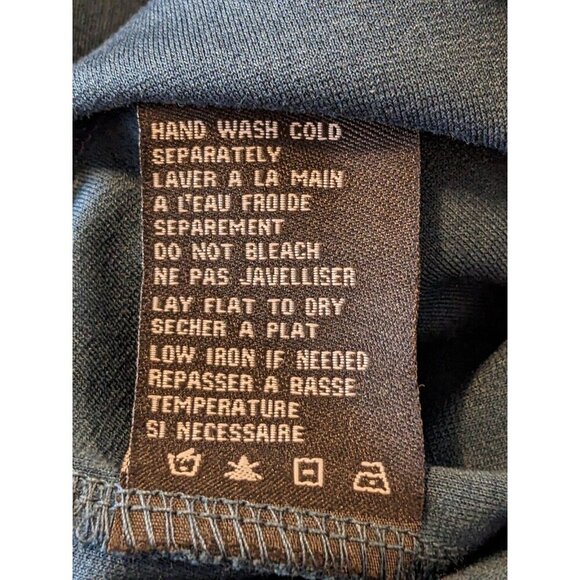 HAND WASH COLD
SEPARATELY
LAVER A LA MAIN
A L'EAU FROIDE
SEPAREMENT
DO NOT BLEACH
NE PAS JAVELLISER
LAY FLAT TO DRY
SECHER A PLAT
LOW IRON IF NEEDED
REPASSER A BASSE
TEMPERATURE
SI NECESSAIRE